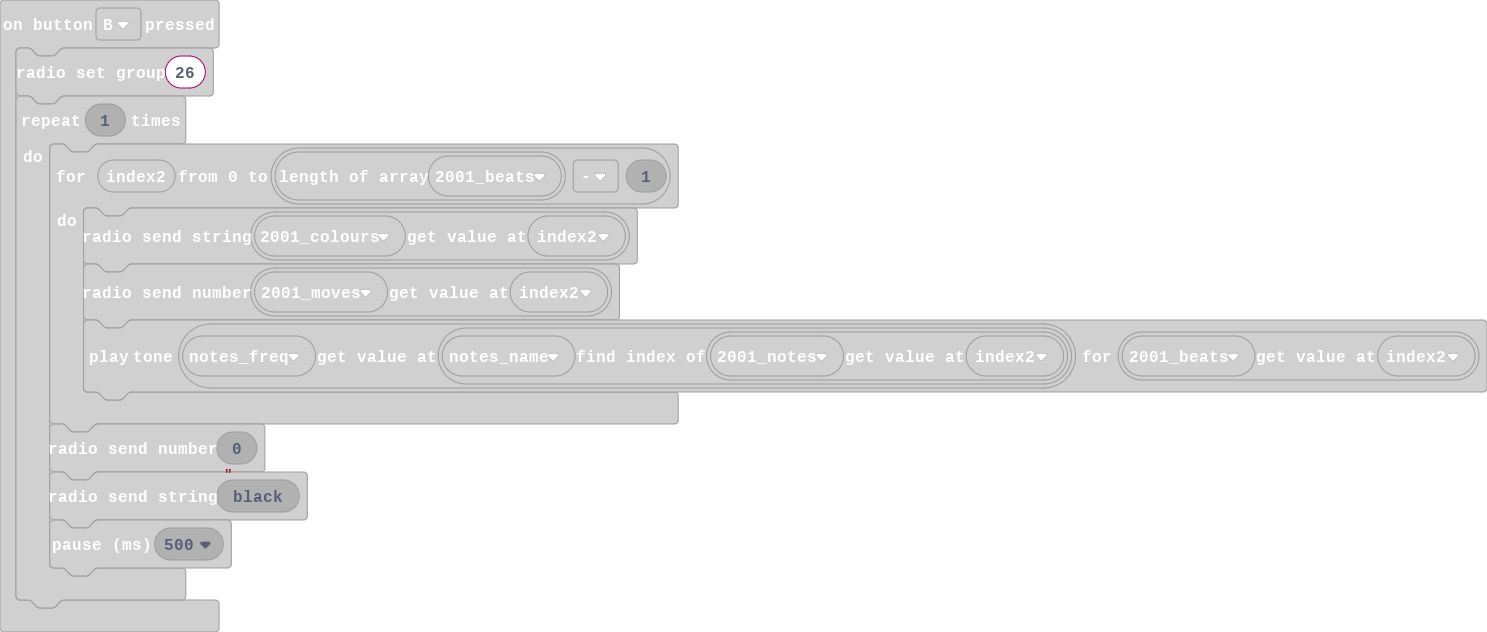 on button B pressed
radio set group 26
repeat 1 times
do
for index2 from 0 to length of array 2001_beats - 1
do
radio send string 2001_colours get value at index2
radio send number 2001_moves get value at index2
play tone notes_freq get value at notes_name find index of 2001_notes get value at index2 for 2001_beats get value at index2
radio send number 0
radio send string " black
pause (ms) 500